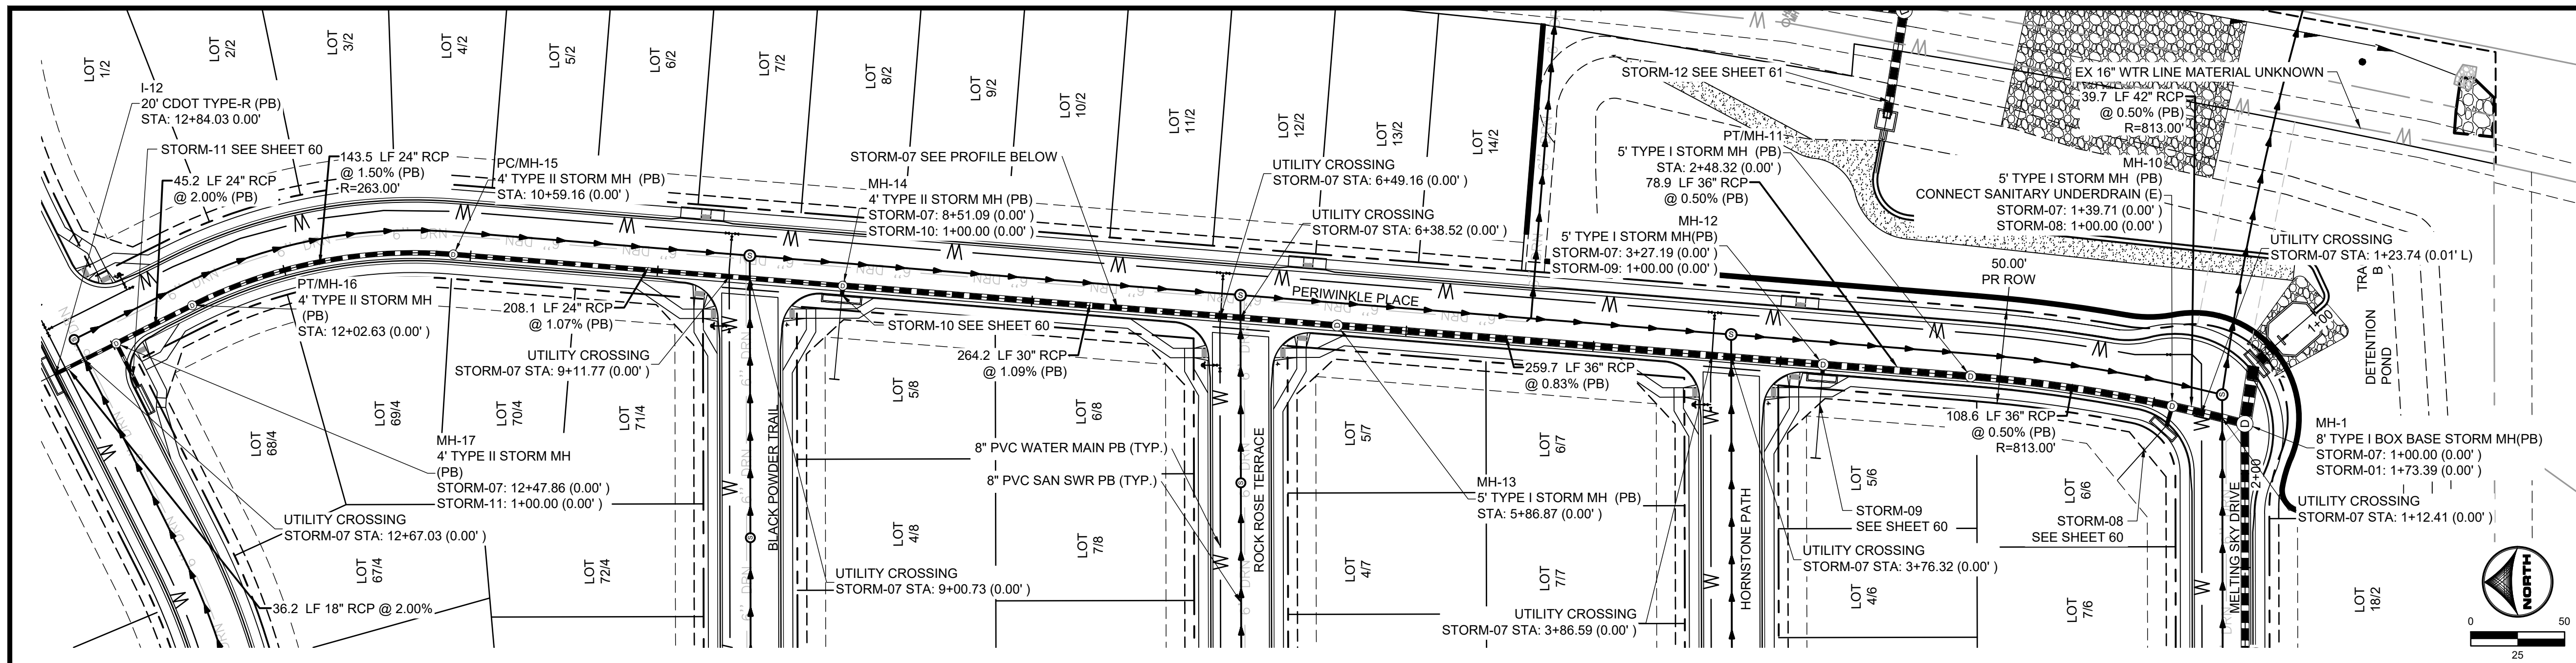 LOT
1/2
LOT
2/2
LOT
3/2
LOT
4/2
LOT
5/2
LOT
6/2
LOT
7/2
LOT
8/2
LOT
9/2
LOT
10/2
LOT
11/2
LOT
12/2
LOT
13/2
LOT
14/2
I-12
20' CDOT TYPE-R (PB)
STA: 12+84.03 0.00'
STORM-11 SEE SHEET 60
45.2 LF 24" RCP
@ 2.00% (PB)
143.5 LF 24" RCP
@ 1.50% (PB)
R=263.00'
PC/MH-15
4' TYPE II STORM MH (PB)
STA: 10+59.16 (0.00' )
STORM-07 SEE PROFILE BELOW
MH-14
4' TYPE II STORM MH (PB)
STORM-07: 8+51.09 (0.00' )
STORM-10: 1+00.00 (0.00' )
UTILITY CROSSING
STORM-07 STA: 6+49.16 (0.00' )
UTILITY CROSSING
STORM-07 STA: 6+38.52 (0.00' )
STORM-12 SEE SHEET 61
PT/MH-11
5' TYPE I STORM MH (PB)
STA: 2+48.32 (0.00' )
78.9 LF 36" RCP
@ 0.50% (PB)
MH-12
5' TYPE I STORM MH(PB)
STORM-07: 3+27.19 (0.00' )
STORM-09: 1+00.00 (0.00' )
EX 16" WTR LINE MATERIAL UNKNOWN
39.7 LF 42" RCP
@ 0.50% (PB)
R=813.00'
MH-10
5' TYPE I STORM MH (PB)
CONNECT SANITARY UNDERDRAIN (E)
STORM-07: 1+39.71 (0.00' )
STORM-08: 1+00.00 (0.00' )
UTILITY CROSSING
STORM-07 STA: 1+23.74 (0.01' L)
50.00'
PR ROW
PERIWINKLE PLACE
TRA
B
DETENTION
POND
1+00
PT/MH-16
4' TYPE II STORM MH
(PB)
STA: 12+02.63 (0.00' )
208.1 LF 24" RCP
@ 1.07% (PB)
UTILITY CROSSING
STORM-07 STA: 9+11.77 (0.00' )
STORM-10 SEE SHEET 60
264.2 LF 30" RCP
@ 1.09% (PB)
259.7 LF 36" RCP
@ 0.83% (PB)
108.6 LF 36" RCP
@ 0.50% (PB)
R=813.00'
MH-1
8' TYPE I BOX BASE STORM MH(PB)
STORM-07: 1+00.00 (0.00' )
STORM-01: 1+73.39 (0.00' )
UTILITY CROSSING
STORM-07 STA: 1+12.41 (0.00' )
2+00
LOT
68/4
LOT
69/4
LOT
70/4
LOT
71/4
MH-17
4' TYPE II STORM MH
(PB)
STORM-07: 12+47.86 (0.00' )
STORM-11: 1+00.00 (0.00' )
UTILITY CROSSING
STORM-07 STA: 12+67.03 (0.00' )
LOT
67/4
LOT
72/4
36.2 LF 18" RCP @ 2.00%
BLACK POWDER TRAIL
LOT
5/8
LOT
6/8
LOT
4/8
LOT
7/8
8" PVC WATER MAIN PB (TYP.)
8" PVC SAN SWR PB (TYP.)
UTILITY CROSSING
STORM-07 STA: 9+00.73 (0.00' )
ROCK ROSE TERRACE
LOT
5/7
LOT
6/7
LOT
4/7
LOT
7/7
MH-13
5' TYPE I STORM MH (PB)
STA: 5+86.87 (0.00' )
UTILITY CROSSING
STORM-07 STA: 3+86.59 (0.00' )
HORNSTONE PATH
LOT
5/6
LOT
6/6
LOT
4/6
LOT
7/6
STORM-09
SEE SHEET 60
STORM-08
SEE SHEET 60
UTILITY CROSSING
STORM-07 STA: 3+76.32 (0.00' )
MELTING SKY DRIVE
LOT
18/2
NORTH
0
50
25